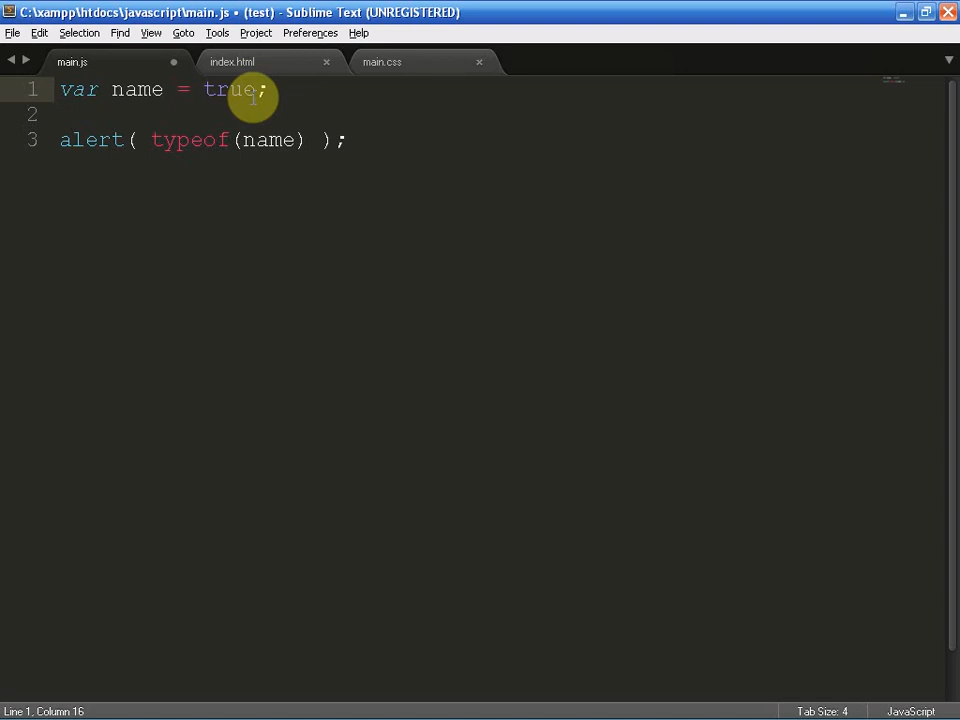 C:\xampp\htdocs\javascript\main.js • (test) - Sublime Text (UNREGISTERED)
File Edit Selection Find View Goto Tools Project Preferences Help
main.js index.html main.css
1 var name = true;
2
3 alert( typeof(name) );
Line 1, Column 16 Tab Size: 4 JavaScript